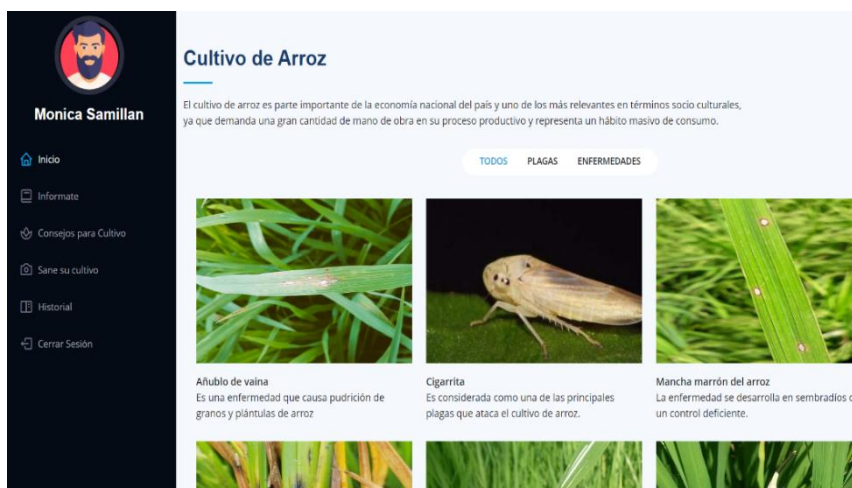 Monica Samillan
Inicio
Informate
Consejos para Cultivo
Sane su cultivo
Historial
Cerrar Sesión
Cultivo de Arroz
El cultivo de arroz es parte importante de la economía nacional del país y uno de los más relevantes en términos socio culturales,
ya que demanda una gran cantidad de mano de obra en su proceso productivo y representa un hábito masivo de consumo.
TODOS PLAGAS ENFERMEDADES
Añublo de vaina
Es una enfermedad que causa pudrición de
granos y plántulas de arroz
Cigarrita
Es considerada como una de las principales
plagas que ataca el cultivo de arroz.
Mancha marrón del arroz
La enfermedad se desarrolla en sembradíos
un control deficiente.